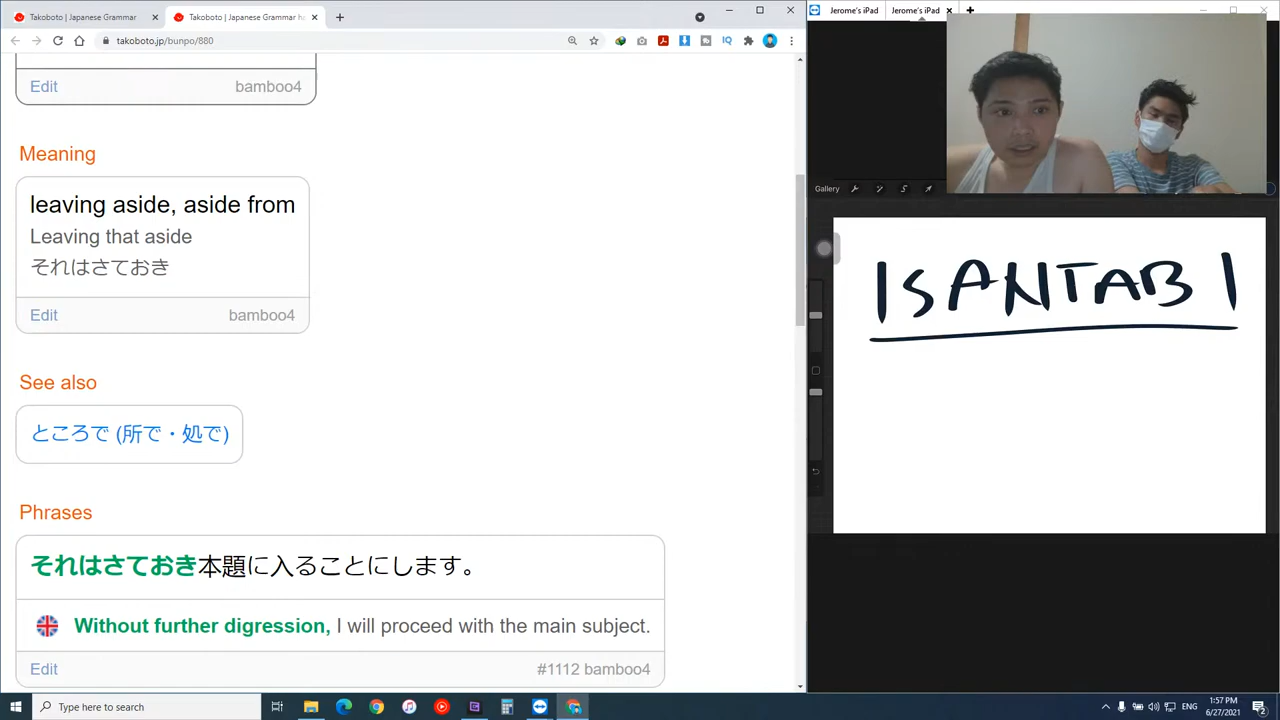 Takoboto | Japanese Grammar
Takoboto | Japanese Grammar h
takoboto.jp/bunpo/880
Edit
bamboo4
Meaning
leaving aside, aside from
Leaving that aside
それはさておき
Edit
bamboo4
See also
ところで (所で・処で)
Phrases
それはさておき本題に入ることにします。
Without further digression, I will proceed with the main subject.
Edit
#1112 bamboo4
Jerome's iPad
Jerome's iPad
Gallery
ISANTABI
Type here to search
ENG
1:57 PM
6/27/2021